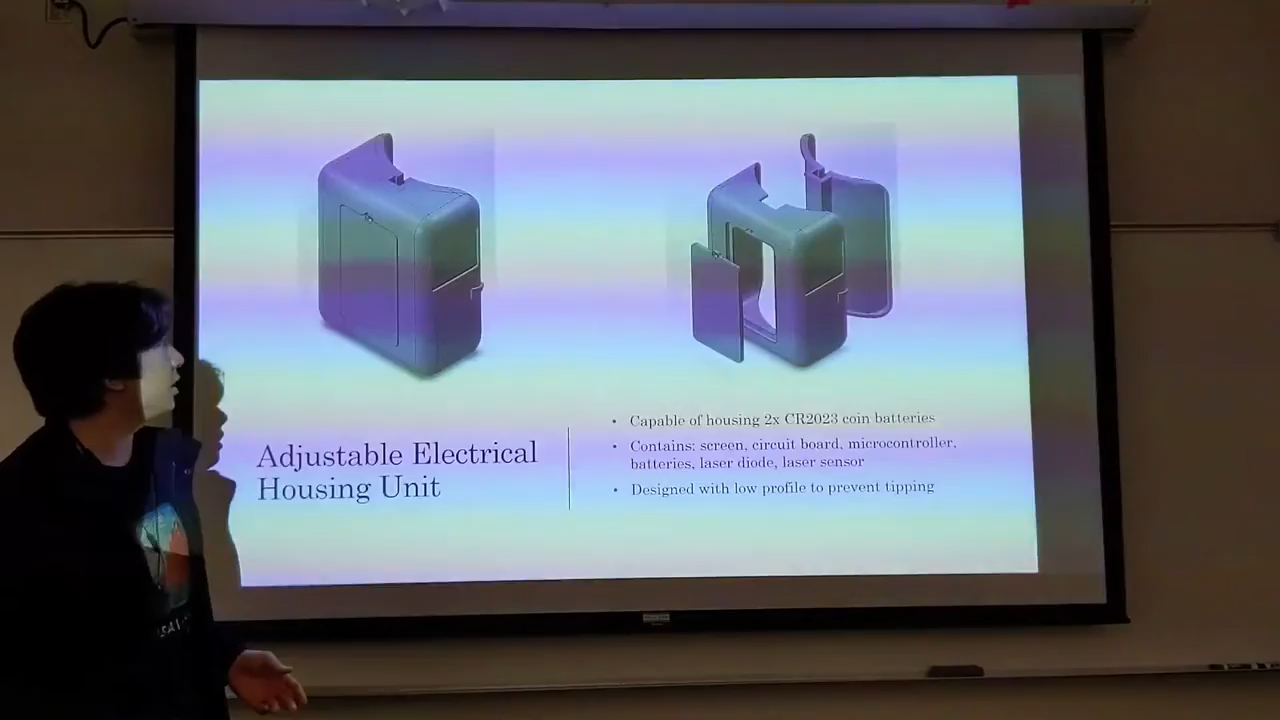 Adjustable Electrical
Housing Unit
• Capable of housing 2x CR2023 coin batteries
• Contains: screen, circuit board, microcontroller,
batteries, laser diode, laser sensor
• Designed with low profile to prevent tipping